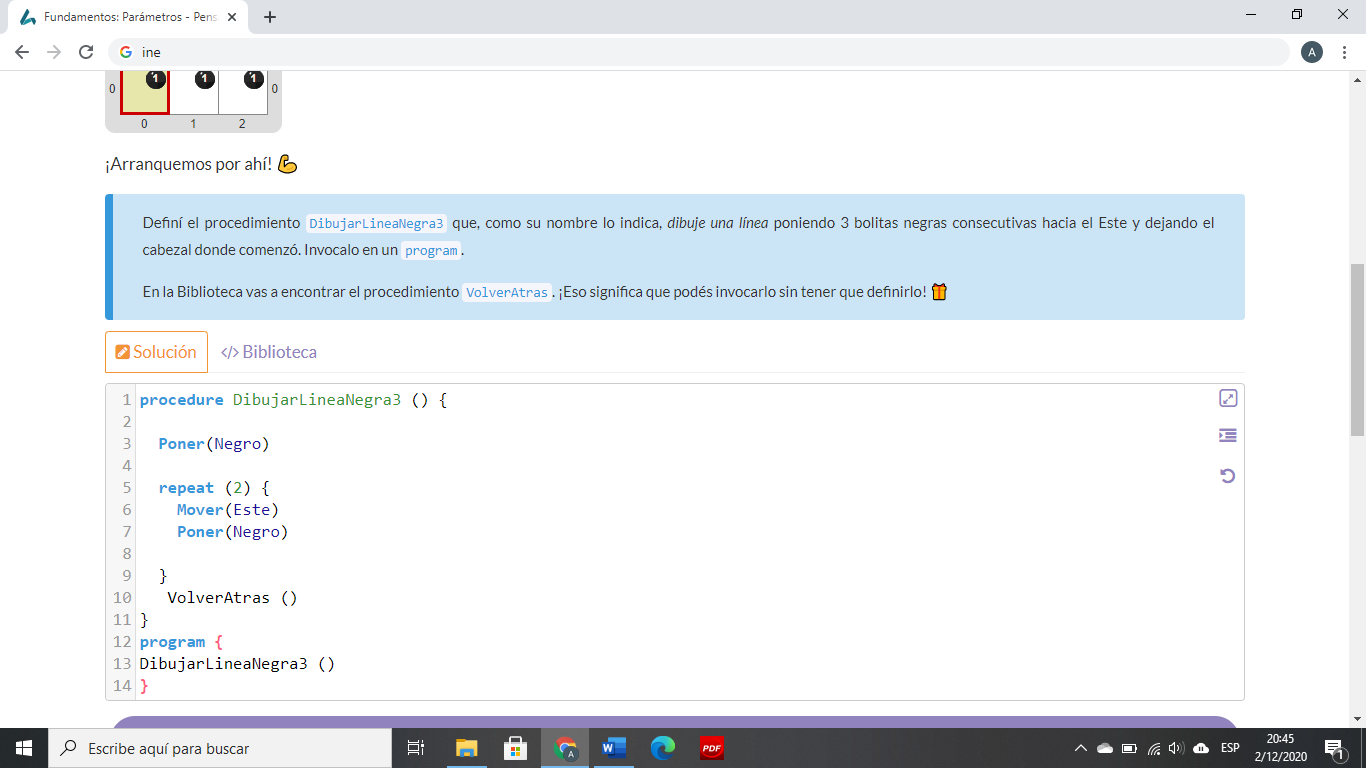 Fundamentos: Parámetros - Pens
ine
A
1 1 1
0 0
0 1 2
¡Arranquemos por ahí!
Definí el procedimiento DibujarLineaNegra3 que, como su nombre lo indica, dibuje una línea poniendo 3 bolitas negras consecutivas hacia el Este y dejando el
cabezal donde comenzó. Invocalo en un program.
En la Biblioteca vas a encontrar el procedimiento VolverAtras. ¡Eso significa que podés invocarlo sin tener que definirlo!
Solución </> Biblioteca
1 procedure DibujarLineaNegra3 () {
2
3 Poner(Negro)
4
5 repeat (2) {
6 Mover(Este)
7 Poner(Negro)
8
9 }
10 VolverAtras ()
11 }
12 program {
13 DibujarLineaNegra3 ()
14 }
Escribe aquí para buscar
A
W
PDF
ESP
20:45
2/12/2020
1